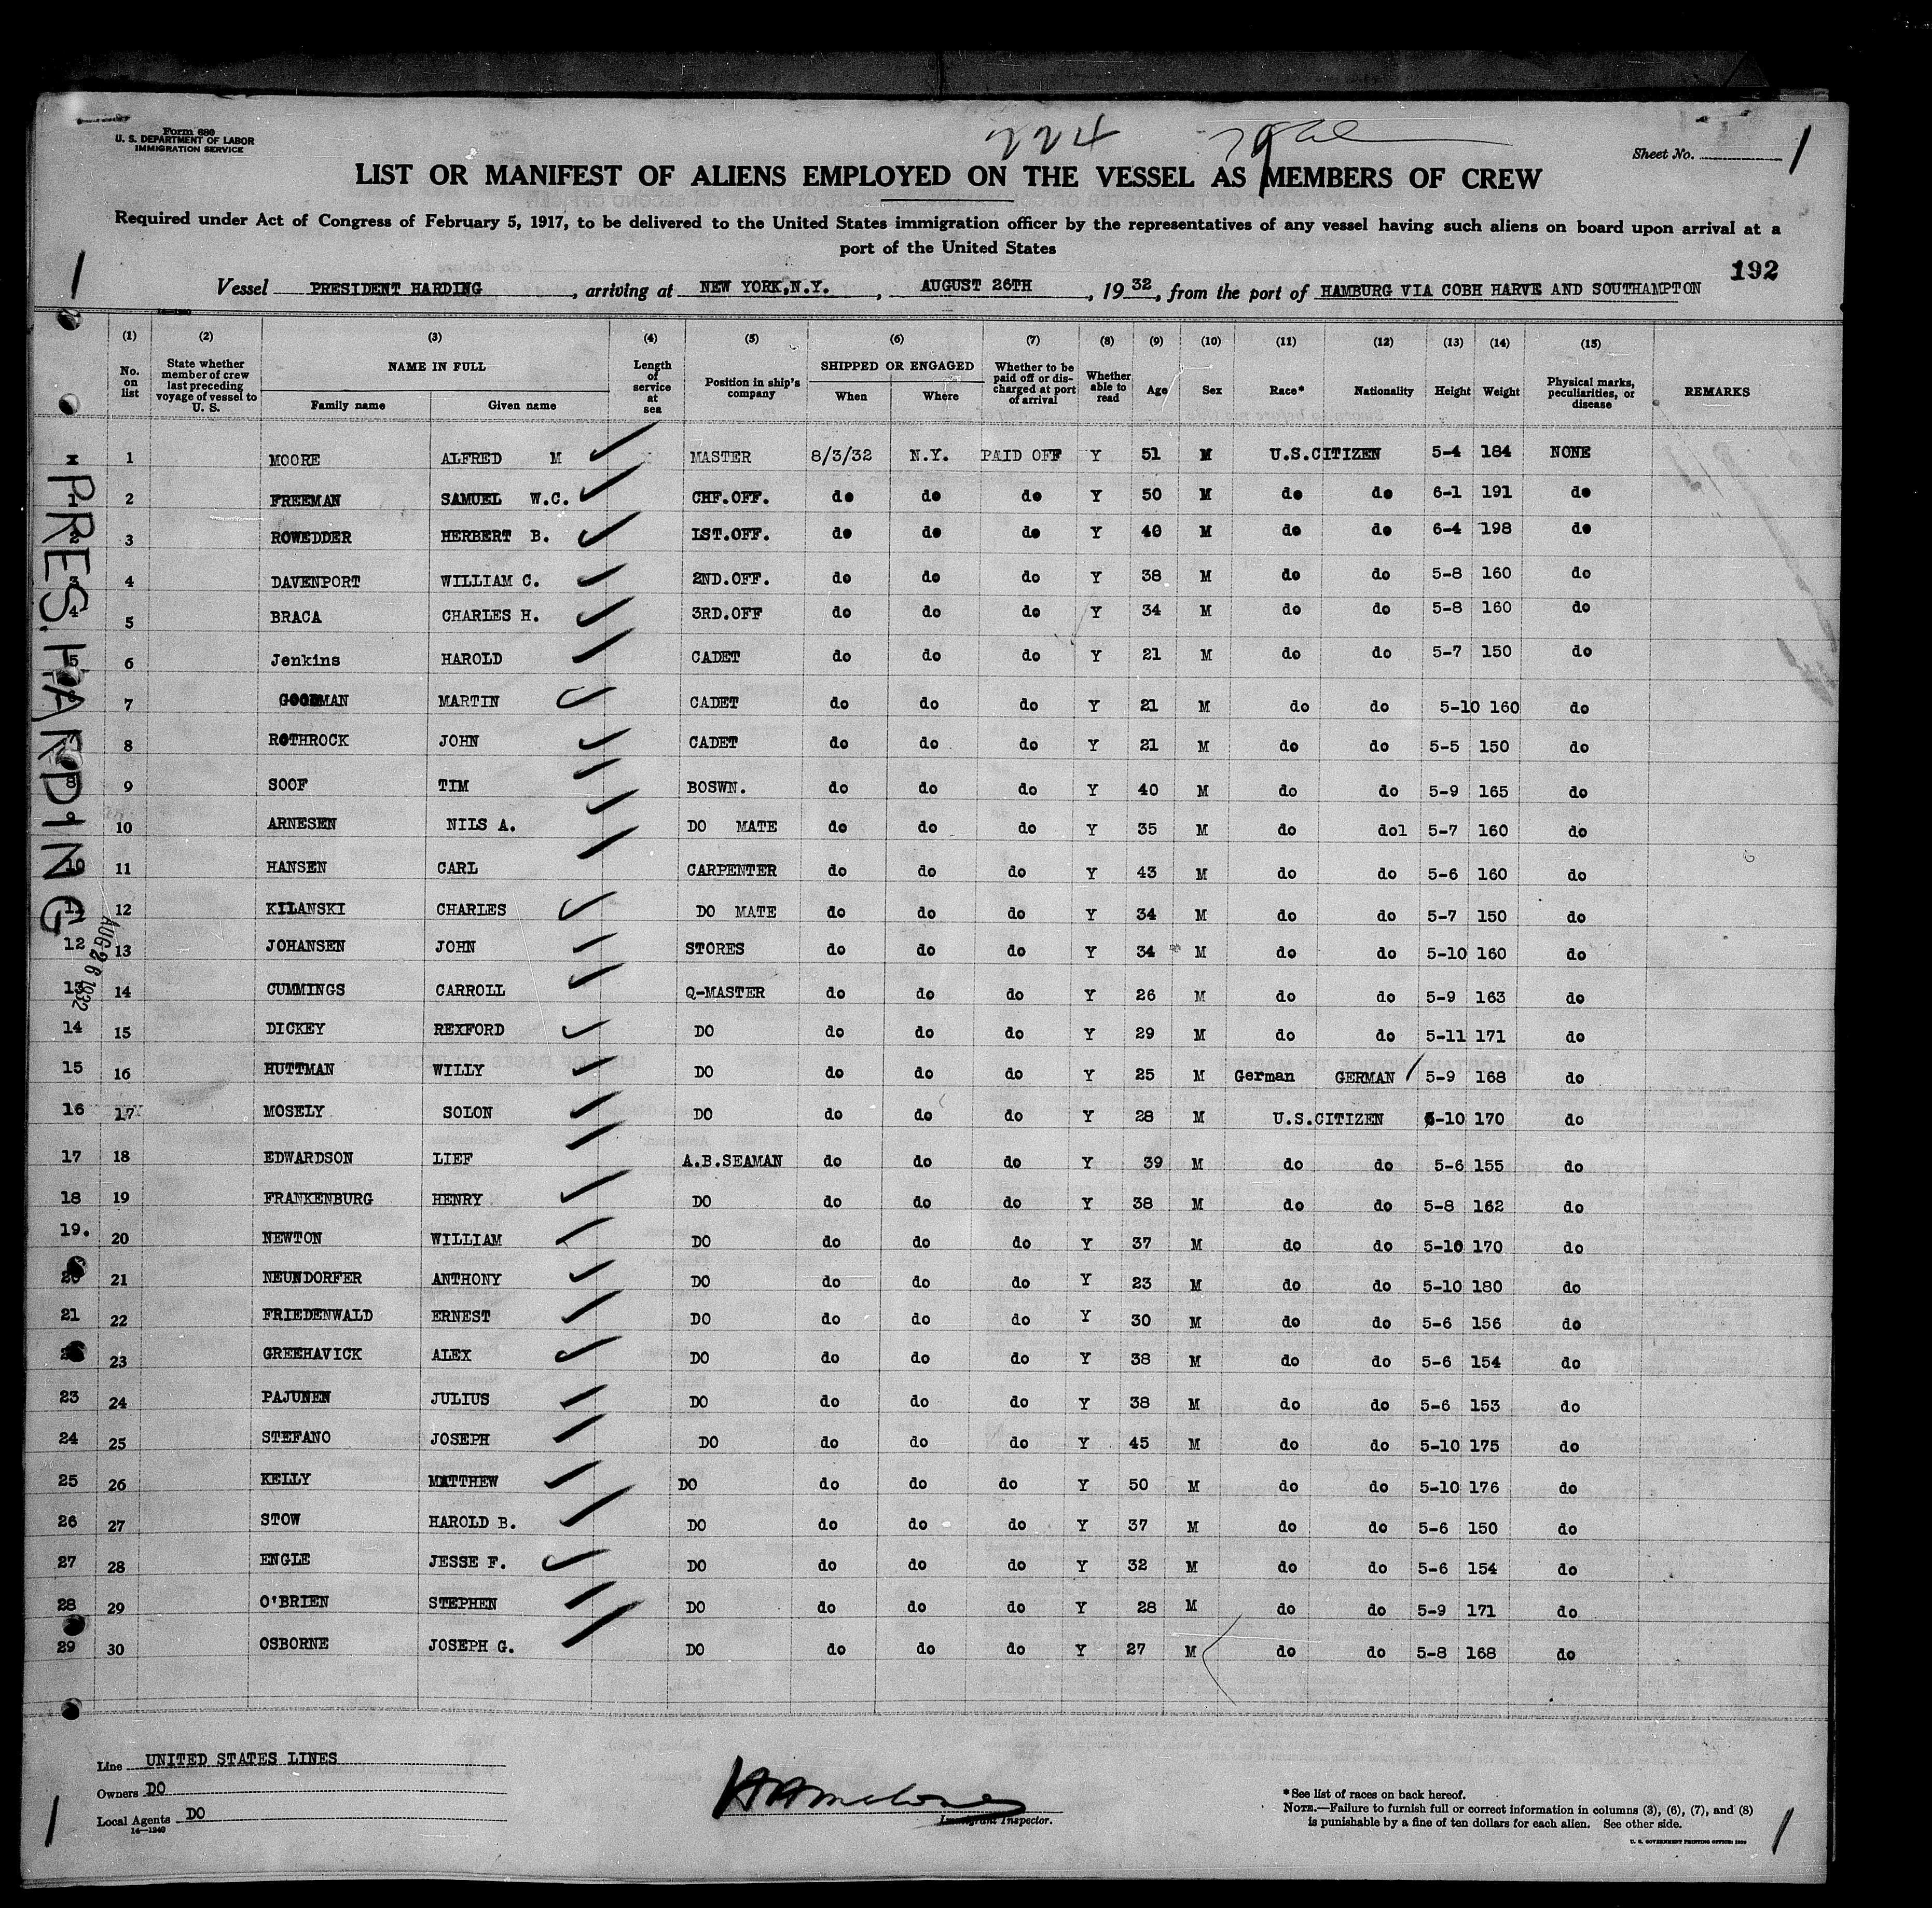 Form 680
U. S. DEPARTMENT OF LABOR
IMMIGRATION SERVICE
224
Sheet No. 1
LIST OR MANIFEST OF ALIENS EMPLOYED ON THE VESSEL AS MEMBERS OF CREW
Required under Act of Congress of February 5, 1917, to be delivered to the United States immigration officer by the representatives of any vessel having such aliens on board upon arrival at a
port of the United States
1
192
Vessel PRESIDENT HARDING, arriving at NEW YORK,N.Y., AUGUST 26TH, 1932, from the port of HAMBURG VIA COBH HARVE AND SOUTHAMPTON
(1) (2) (3) (4) (5) (6) (7) (8) (9) (10) (11) (12) (13) (14) (15)
No. on list State whether member of crew last preceding voyage of vessel to U. S. NAME IN FULL Family name Given name Length of service at sea Position in ship's company SHIPPED OR ENGAGED When Where Whether to be paid off or discharged at port of arrival Whether able to read Age Sex Race* Nationality Height Weight Physical marks, peculiarities, or disease REMARKS
PRES. HARDING
AUG 26 1932
x 1 MOORE ALFRED M MASTER 8/3/32 N.Y. PAID OFF Y 51 M U.S.CITIZEN 5-4 184 NONE
1 2 FREEMAN SAMUEL W.C. CHF.OFF. do do do Y 50 M do do 6-1 191 do
2 3 ROWEDDER HERBERT B. 1ST.OFF. do do do Y 40 M do do 6-4 198 do
3 4 DAVENPORT WILLIAM C. 2ND.OFF. do do do Y 38 M do do 5-8 160 do
4 5 BRACA CHARLES H. 3RD.OFF do do do Y 34 M do do 5-8 160 do
5 6 Jenkins HAROLD CADET do do do Y 21 M do do 5-7 150 do
7 GOODMAN MARTIN CADET do do do Y 21 M do do 5-10 160 do
7 8 ROTHROCK JOHN CADET do do do Y 21 M do do 5-5 150 do
8 9 SOOF TIM BOSWN. do do do Y 40 M do do 5-9 165 do
9 10 ARNESEN NILS A. DO MATE do do do Y 35 M do dol 5-7 160 do
10 11 HANSEN CARL CARPENTER do do do Y 43 M do do 5-6 160 do
11 12 KILANSKI CHARLES DO MATE do do do Y 34 M do do 5-7 150 do
12 13 JOHANSEN JOHN STORES do do do Y 34 M do do 5-10 160 do
13 14 CUMMINGS CARROLL Q-MASTER do do do Y 26 M do do 5-9 163 do
14 15 DICKEY REXFORD DO do do do Y 29 M do do 5-11 171 do
15 16 HUTTMAN WILLY DO do do do Y 25 M German GERMAN 5-9 168 do
16 17 MOSELY SOLON DO do do do Y 28 M U.S.CITIZEN 5-10 170 do
17 18 EDWARDSON LIEF A.B.SEAMAN do do do Y 39 M do do 5-6 155 do
18 19 FRANKENBURG HENRY DO do do do Y 38 M do do 5-8 162 do
19. 20 NEWTON WILLIAM DO do do do Y 37 M do do 5-10 170 do
20 21 NEUNDORFER ANTHONY DO do do do Y 23 M do do 5-10 180 do
21 22 FRIEDENWALD ERNEST DO do do do Y 30 M do do 5-6 156 do
23 GREEHAVICK ALEX DO do do do Y 38 M do do 5-6 154 do
23 24 PAJUNEN JULIUS DO do do do Y 38 M do do 5-6 153 do
24 25 STEFANO JOSEPH DO do do do Y 45 M do do 5-10 175 do
25 26 KELLY MATTHEW DO do do do Y 50 M do do 5-10 176 do
26 27 STOW HAROLD B. DO do do do Y 37 M do do 5-6 150 do
27 28 ENGLE JESSE F. DO do do do Y 32 M do do 5-6 154 do
28 29 O'BRIEN STEPHEN DO do do do Y 28 M do do 5-9 171 do
29 30 OSBORNE JOSEPH G. DO do do do Y 27 M do do 5-8 168 do
Line UNITED STATES LINES
Owners DO
Local Agents DO
14—1240
1
Immigrant Inspector.
*See list of races on back hereof.
NOTE.—Failure to furnish full or correct information in columns (3), (6), (7), and (8)
is punishable by a fine of ten dollars for each alien. See other side.
1